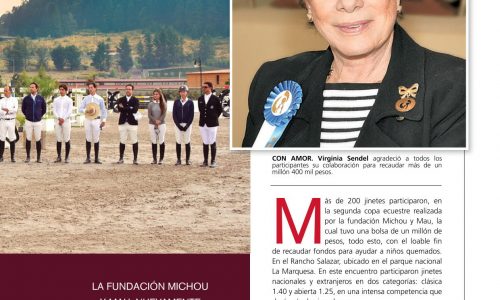 CON AMOR. Virginia Sendel agradeció a todos los
participantes su colaboración para recaudar más de un
millón 400 mil pesos.
Más de 200 jinetes participaron, en
la segunda copa ecuestre realizada
por la fundación Michou y Mau, la
cual tuvo una bolsa de un millón de
pesos, todo esto, con el loable fin
de recaudar fondos para ayudar a niños quemados.
En el Rancho Salazar, ubicado en el parque nacional
La Marquesa. En este encuentro participaron jinetes
nacionales y extranjeros en dos categorías: clásica
1.40 y abierta 1.25, en una intensa competencia que
LA FUNDACIÓN MICHOU